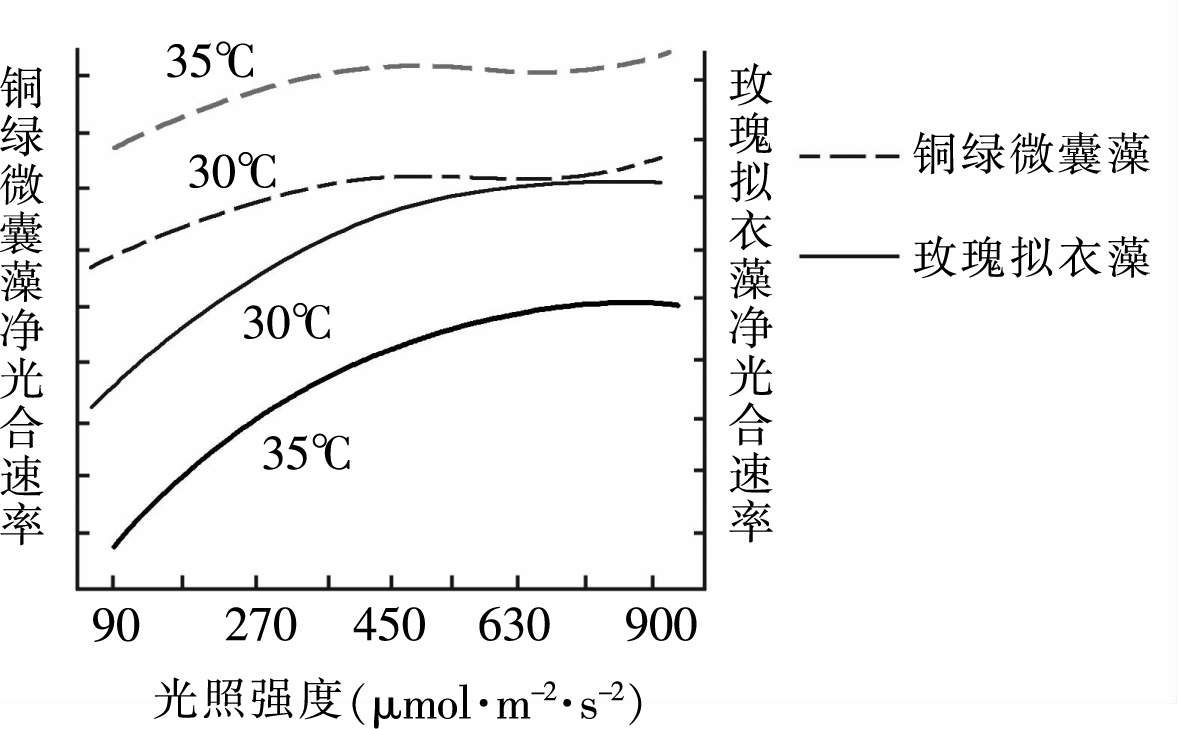 铜绿微囊藻净光合速率
35℃
30℃
30℃
35℃
玫瑰拟衣藻净光合速率
铜绿微囊藻
玫瑰拟衣藻
90 270 450 630 900
光照强度(μmol·m⁻²·s⁻²)